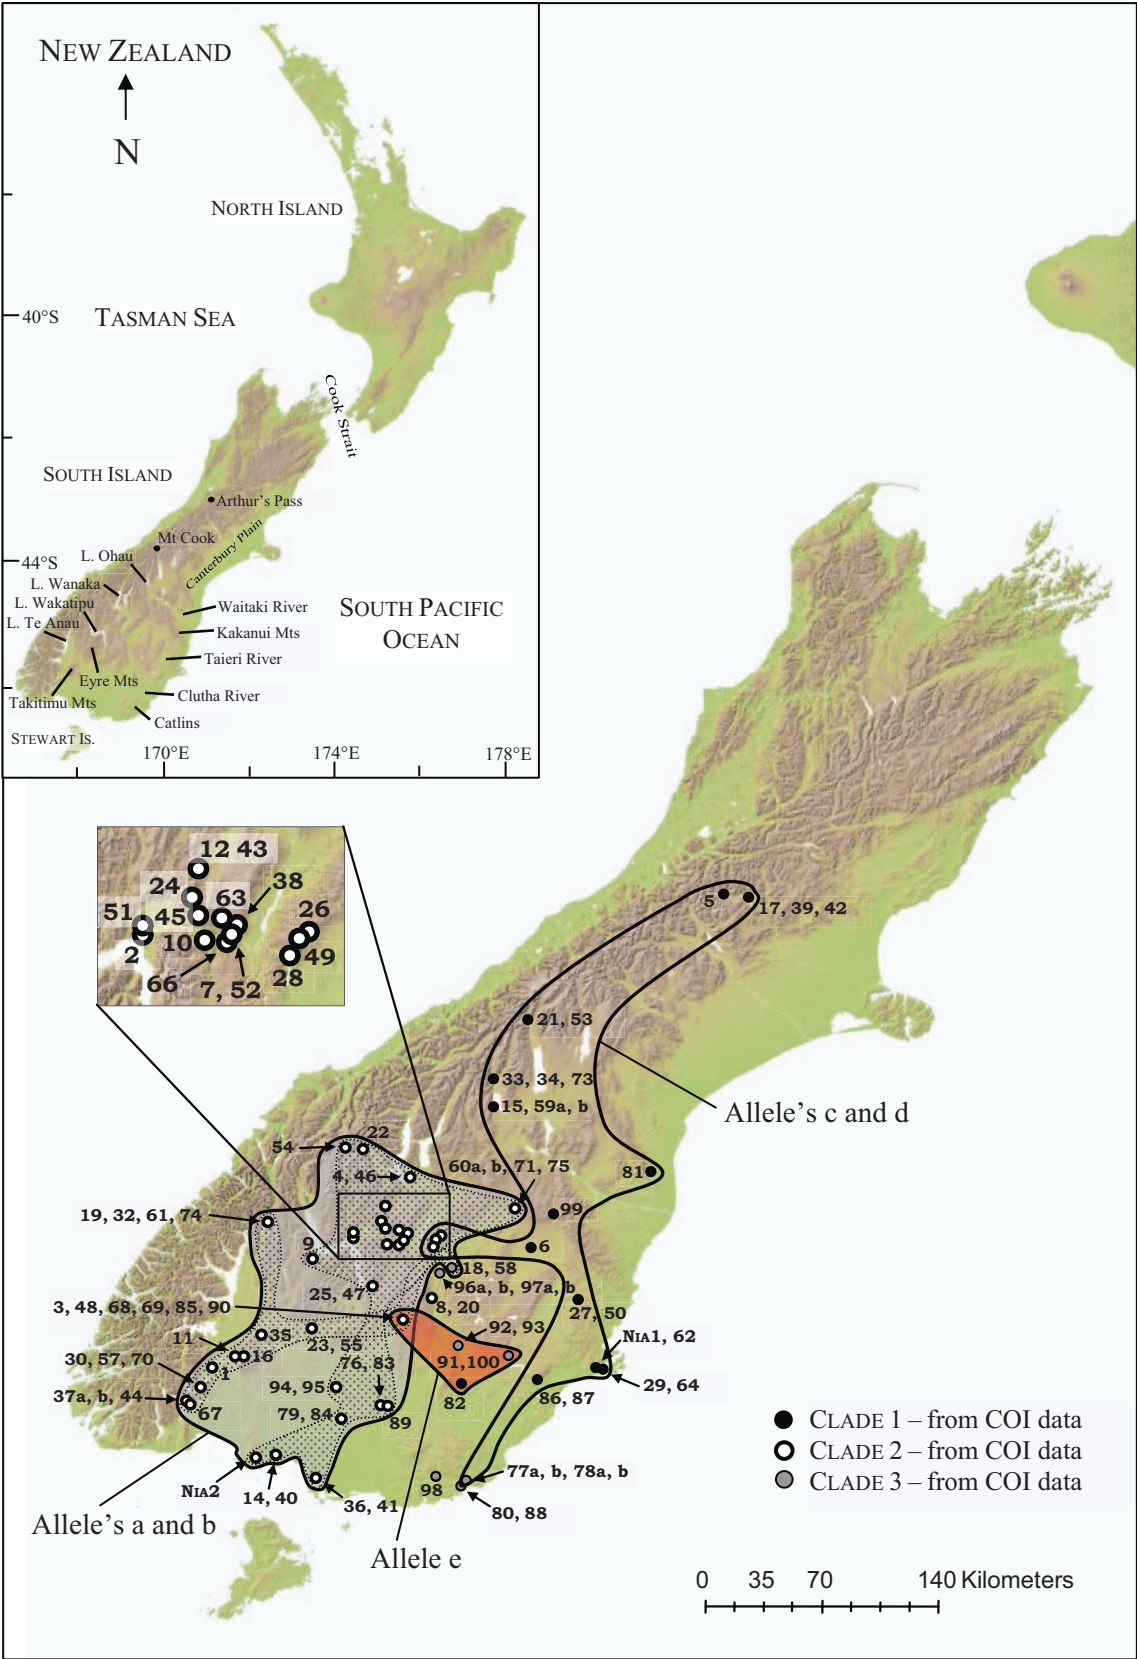 NEW ZEALAND
N
NORTH ISLAND
40°S
TASMAN SEA
Cook Strait
SOUTH ISLAND
Arthur's Pass
Mt Cook
Canterbury Plain
44°S
L. Ohau
L. Wanaka
L. Wakatipu
L. Te Anau
Waitaki River
SOUTH PACIFIC
OCEAN
Kakanui Mts
Taieri River
Eyre Mts
Takitimu Mts
Clutha River
Catlins
STEWART IS.
170°E
174°E
178°E
12 43
24
63
38
51
45
26
2
10
49
66
7, 52
28
5
17, 39, 42
21, 53
33, 34, 73
15, 59a, b
Allele's c and d
54
22
4, 46
60a, b, 71, 75
81
19, 32, 61, 74
99
9
6
18, 58
96a, b, 97a, b
25, 47
8, 20
27, 50
3, 48, 68, 69, 85, 90
92, 93
NIA1, 62
11
35
23, 55
16
76, 83
91,100
30, 57, 70
1
29, 64
37a, b, 44
94, 95
82
86, 87
67
79, 84
89
CLADE 1 – from COI data
CLADE 2 – from COI data
CLADE 3 – from COI data
77a, b, 78a, b
NIA2
98
14, 40
36, 41
80, 88
Allele's a and b
Allele e
0 35 70 140 Kilometers